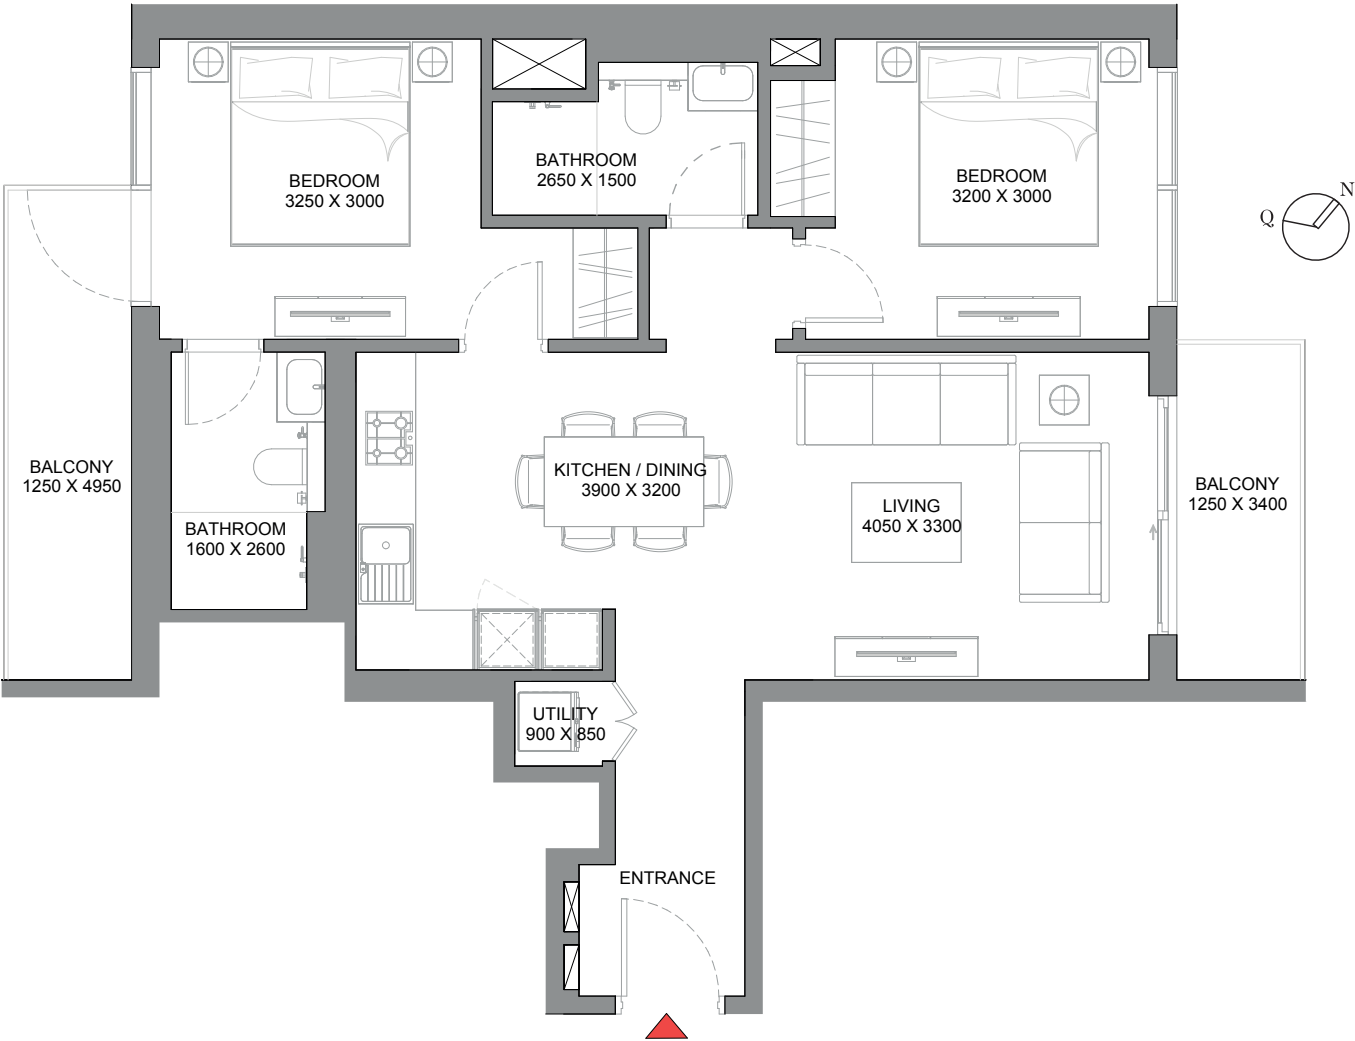 BEDROOM
3250 X 3000
BATHROOM
2650 X 1500
BEDROOM
3200 X 3000
N
Q
BALCONY
1250 X 4950
BATHROOM
1600 X 2600
KITCHEN / DINING
3900 X 3200
LIVING
4050 X 3300
BALCONY
1250 X 3400
UTILITY
900 X 850
ENTRANCE